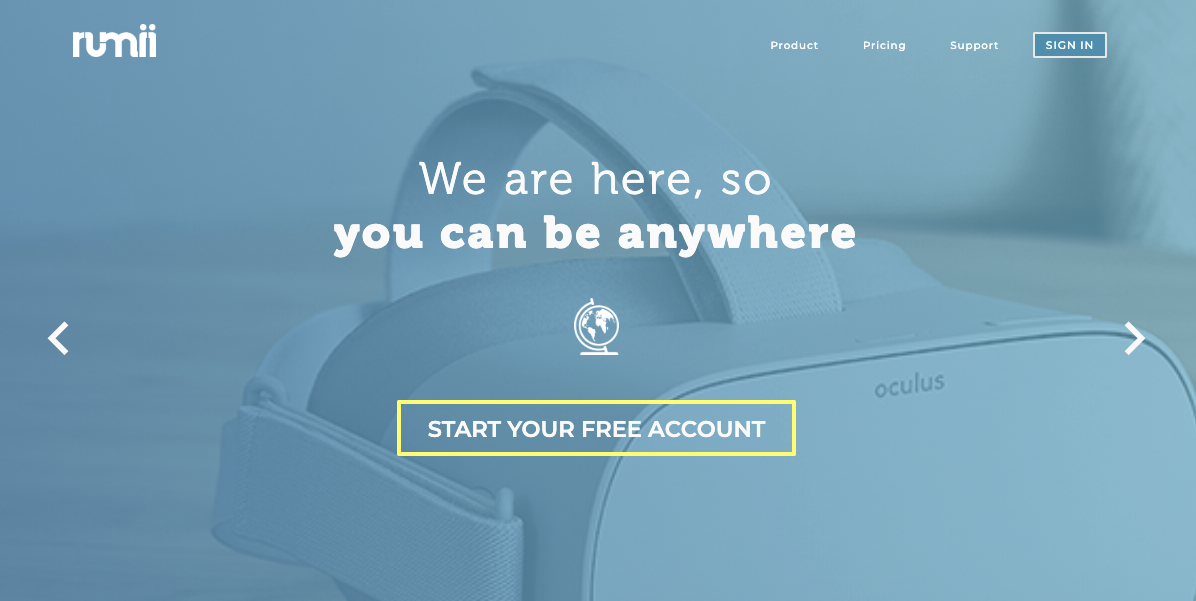 rumii
Product
Pricing
Support
SIGN IN
We are here, so
you can be anywhere
oculus
START YOUR FREE ACCOUNT